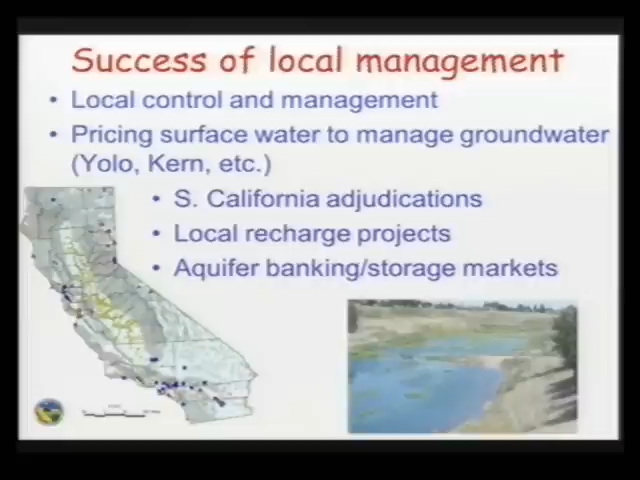 Success of local management
• Local control and management
• Pricing surface water to manage groundwater
(Yolo, Kern, etc.)
• S. California adjudications
• Local recharge projects
• Aquifer banking/storage markets